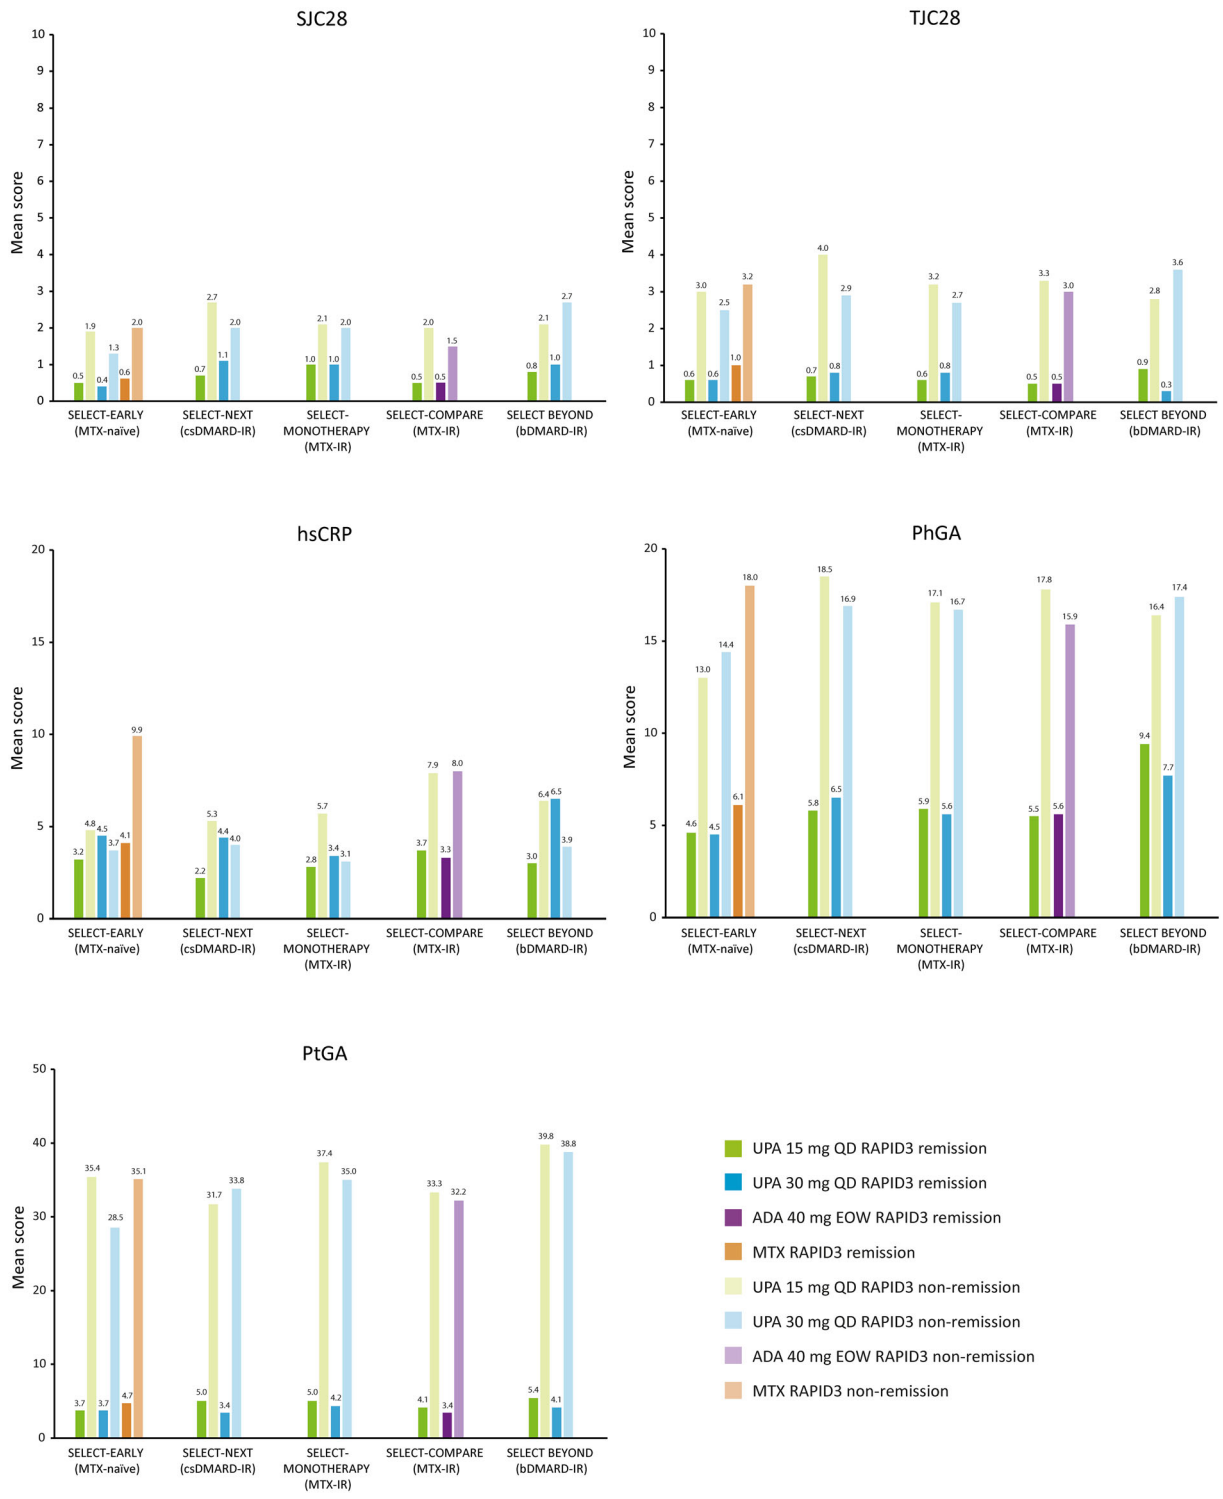 SJC28
Mean score
10
9
8
7
6
5
4
3
2
1
0
0.5 1.9 0.4 1.3 0.6 2.0
0.7 2.7 1.1 2.0
1.0 2.1 1.0 2.0
0.5 2.0 0.5 1.5
0.8 2.1 1.0 2.7
SELECT-EARLY
(MTX-naïve)
SELECT-NEXT
(csDMARD-IR)
SELECT-
MONOTHERAPY
(MTX-IR)
SELECT-COMPARE
(MTX-IR)
SELECT BEYOND
(bDMARD-IR)
TJC28
Mean score
10
9
8
7
6
5
4
3
2
1
0
0.6 3.0 0.6 2.5 1.0 3.2
0.7 4.0 0.8 2.9
0.6 3.2 0.8 2.7
0.5 3.3 0.5 3.0
0.9 2.8 0.3 3.6
SELECT-EARLY
(MTX-naïve)
SELECT-NEXT
(csDMARD-IR)
SELECT-
MONOTHERAPY
(MTX-IR)
SELECT-COMPARE
(MTX-IR)
SELECT BEYOND
(bDMARD-IR)
hsCRP
Mean score
20
15
10
5
0
3.2 4.8 4.5 3.7 4.1 9.9
2.2 5.3 4.4 4.0
2.8 5.7 3.4 3.1
3.7 7.9 3.3 8.0
3.0 6.4 6.5 3.9
SELECT-EARLY
(MTX-naïve)
SELECT-NEXT
(csDMARD-IR)
SELECT-
MONOTHERAPY
(MTX-IR)
SELECT-COMPARE
(MTX-IR)
SELECT BEYOND
(bDMARD-IR)
PhGA
Mean score
20
15
10
5
0
4.6 13.0 4.5 14.4 6.1 18.0
5.8 18.5 6.5 16.9
5.9 17.1 5.6 16.7
5.5 17.8 5.6 15.9
9.4 16.4 7.7 17.4
SELECT-EARLY
(MTX-naïve)
SELECT-NEXT
(csDMARD-IR)
SELECT-
MONOTHERAPY
(MTX-IR)
SELECT-COMPARE
(MTX-IR)
SELECT BEYOND
(bDMARD-IR)
PtGA
Mean score
50
40
30
20
10
0
3.7 35.4 3.7 28.5 4.7 35.1
5.0 31.7 3.4 33.8
5.0 37.4 4.2 35.0
4.1 33.3 3.4 32.2
5.4 39.8 4.1 38.8
SELECT-EARLY
(MTX-naïve)
SELECT-NEXT
(csDMARD-IR)
SELECT-
MONOTHERAPY
(MTX-IR)
SELECT-COMPARE
(MTX-IR)
SELECT BEYOND
(bDMARD-IR)
UPA 15 mg QD RAPID3 remission
UPA 30 mg QD RAPID3 remission
ADA 40 mg EOW RAPID3 remission
MTX RAPID3 remission
UPA 15 mg QD RAPID3 non-remission
UPA 30 mg QD RAPID3 non-remission
ADA 40 mg EOW RAPID3 non-remission
MTX RAPID3 non-remission